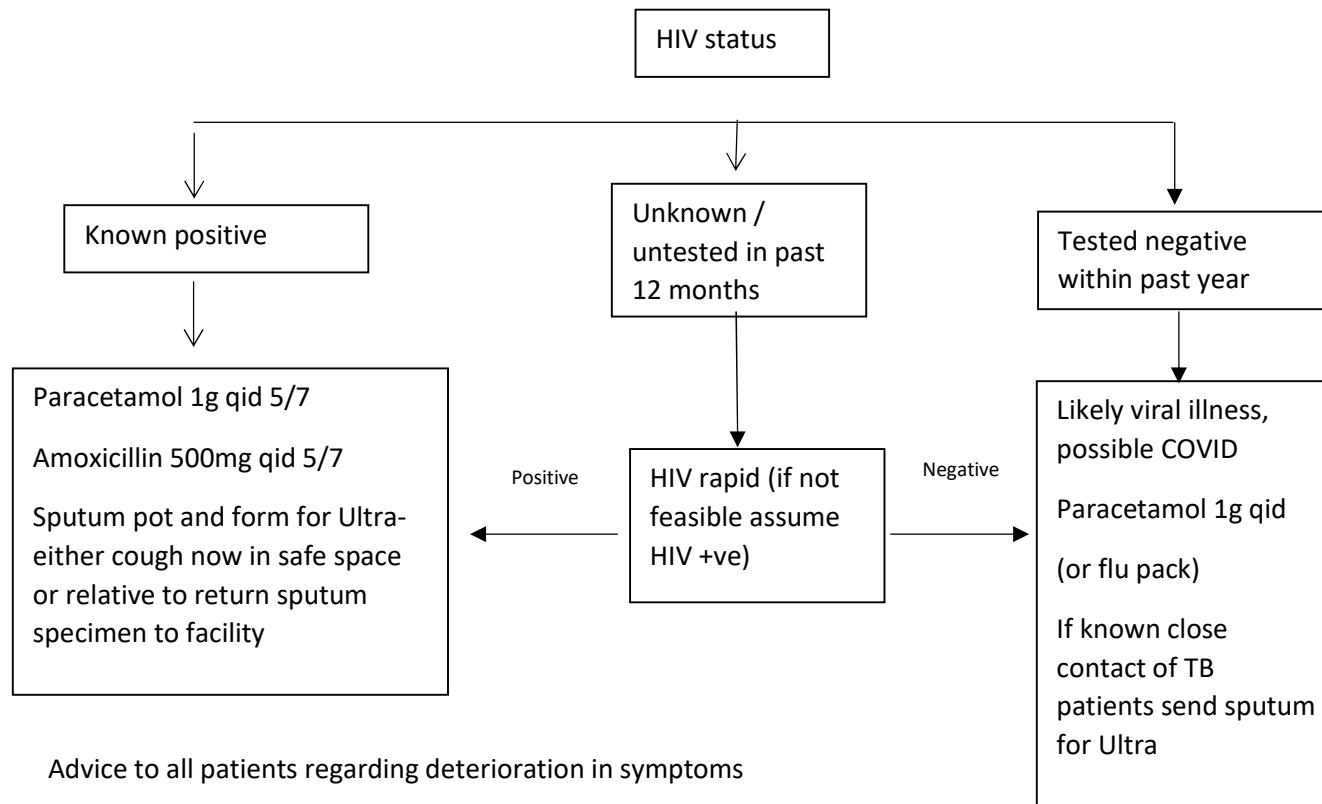 HIV status
Known positive
Unknown /
untested in past
12 months
Tested negative
within past year
Paracetamol 1g qid 5/7
Amoxicillin 500mg qid 5/7
Sputum pot and form for Ultra-
either cough now in safe space
or relative to return sputum
specimen to facility
Positive
HIV rapid (if not
feasible assume
HIV +ve)
Negative
Likely viral illness,
possible COVID
Paracetamol 1g qid
(or flu pack)
If known close
contact of TB
patients send sputum
for Ultra
Advice to all patients regarding deterioration in symptoms